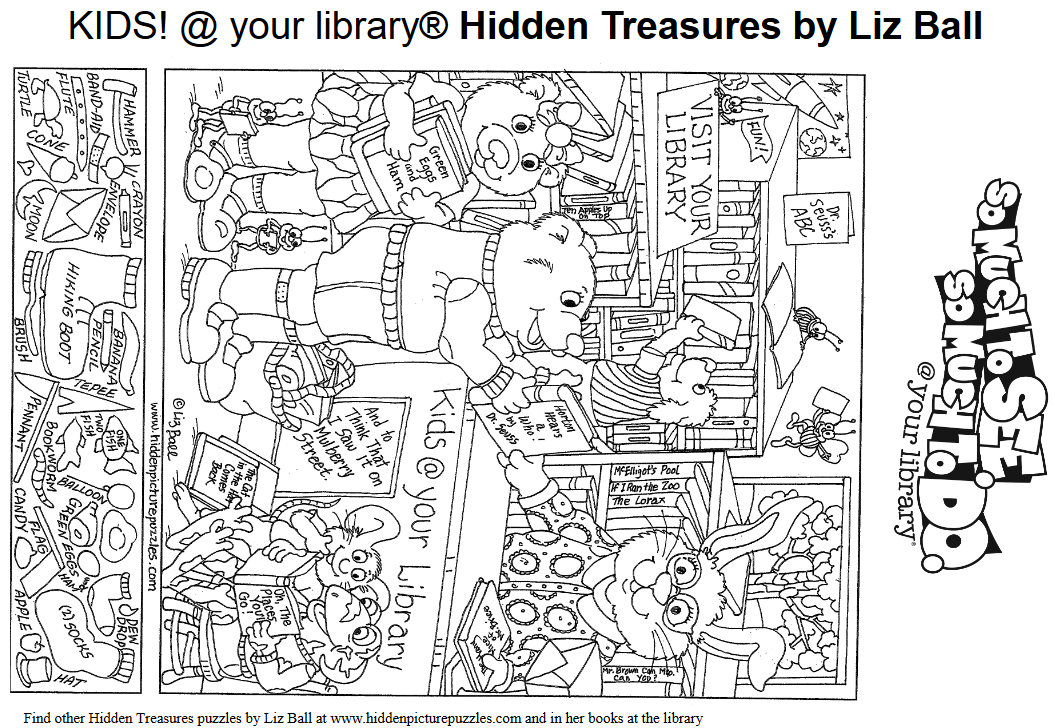 KIDS! @ your library® Hidden Treasures by Liz Ball
HAMMER
BAND-AID
FLUTE
TURTLE
CONE
CRAYON
ENVELOPE
MOON
HIKING BOOT
BRUSH
BANANA
PENCIL
TEPEE
PENNANT
ONE FISH
TWO FISH
BOOKWORM
BALLOON
CANDY
FLAG
GREEN EGGS
HAM
DEW DROP
(2) SOCKS
APPLE
HAT
VISIT YOUR
LIBRARY
FUN!
Dr.
Seuss's
ABC
Green
Eggs
and
Ham
Ten Apples Up
On Top
Horton
Hears
a
Who!
by
Dr. Seuss
McElligot's Pool
If I Ran the Zoo
The Lorax
Kids @ your Library
And to
Think That
I Saw It on
Mulberry
Street.
The Cat
in the Hat
Comes
Back
Oh, The
Places
You'll
Go!
Mr. Brown Can Moo.
Can You?
© Liz Ball
www.hiddenpicturepuzzles.com
SO MUCH TO SEE
SO MUCH TO DO
@ your library®
Find other Hidden Treasures puzzles by Liz Ball at www.hiddenpicturepuzzles.com and in her books at the library